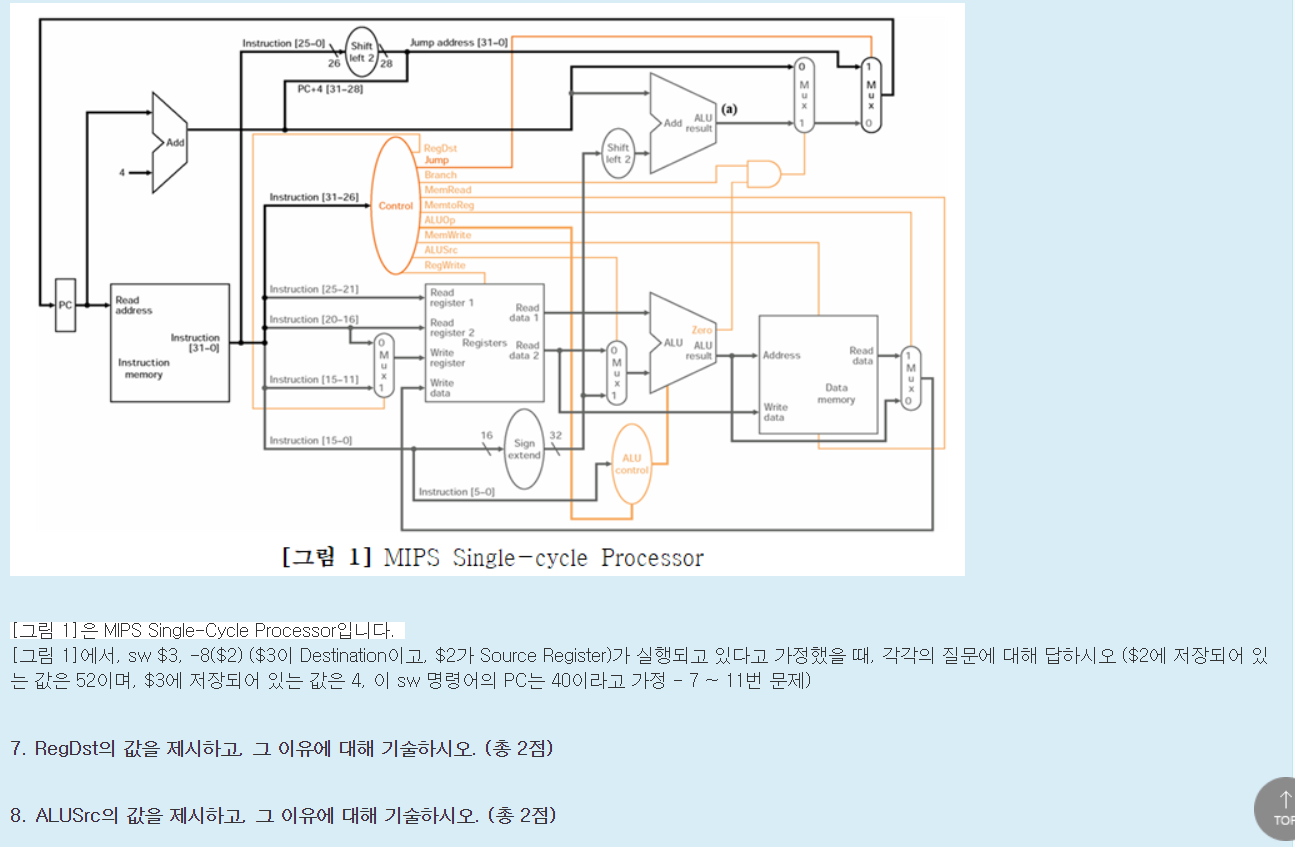 Instruction [25-0]
Shift left 2
Jump address [31-0]
26
28
PC+4 [31-28]
Add
4
0
M
u
x
1
1
M
u
x
0
Add
ALU result
(a)
Shift left 2
RegDst
Jump
Branch
MemRead
MemtoReg
ALUOp
MemWrite
ALUSrc
RegWrite
Instruction [31-26]
Control
PC
Read address
Instruction [31-0]
Instruction memory
Instruction [25-21]
Instruction [20-16]
Instruction [15-11]
0
M
u
x
1
Read register 1
Read register 2
Write register
Write data
Registers
Read data 1
Read data 2
0
M
u
x
1
Zero
ALU
ALU result
Address
Write data
Read data
Data memory
1
M
u
x
0
Instruction [15-0]
16
Sign extend
32
ALU control
Instruction [5-0]
[그림 1] MIPS Single-cycle Processor
[그림 1]은 MIPS Single-Cycle Processor입니다.
[그림 1]에서, sw $3, -8($2) ($3이 Destination이고, $2가 Source Register)가 실행되고 있다고 가정했을 때, 각각의 질문에 대해 답하시오 ($2에 저장되어 있
는 값은 52이며, $3에 저장되어 있는 값은 4, 이 sw 명령어의 PC는 40이라고 가정 - 7 ~ 11번 문제)
7. RegDst의 값을 제시하고, 그 이유에 대해 기술하시오. (총 2점)
8. ALUSrc의 값을 제시하고, 그 이유에 대해 기술하시오. (총 2점)
↑
TOP